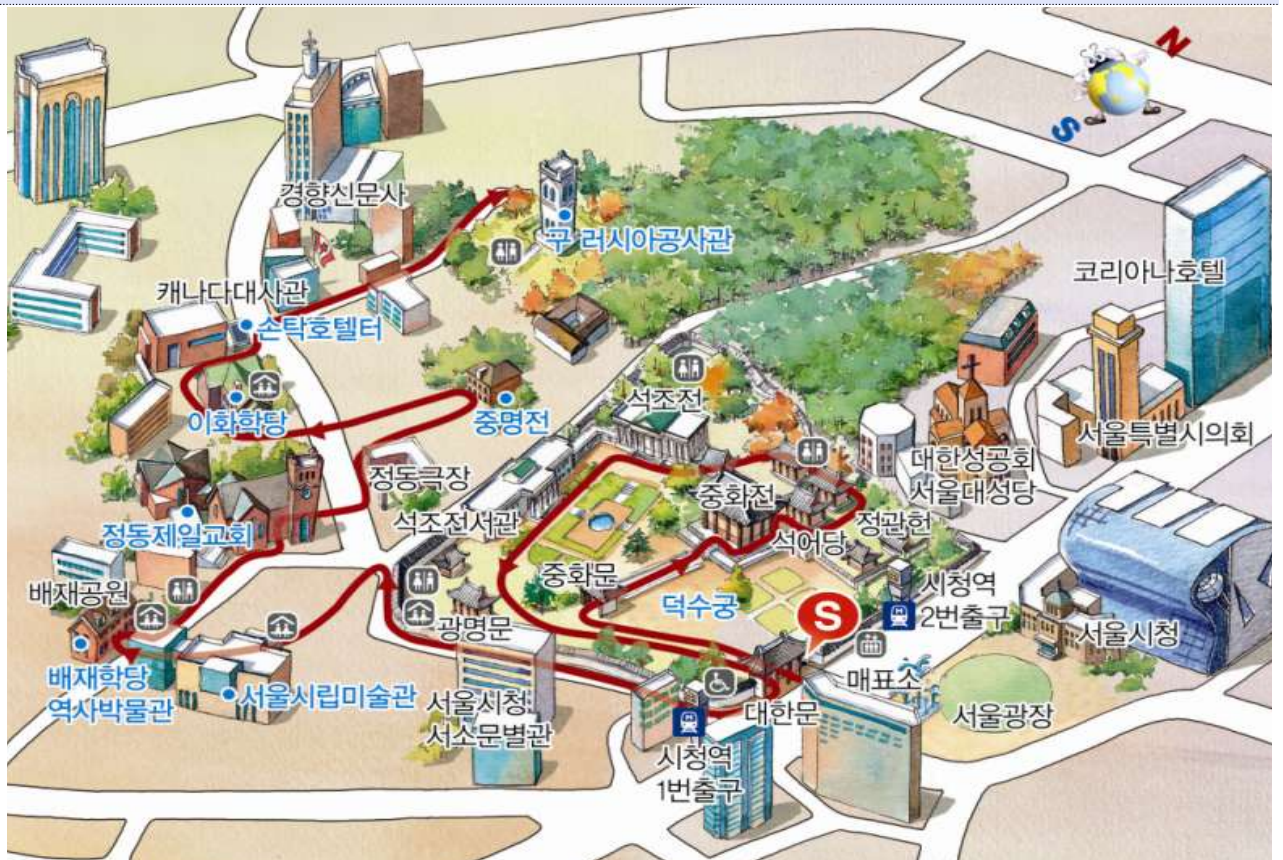 N
S
경향신문사
구 러시아공사관
코리아나호텔
캐나다대사관
손탁호텔터
석조전
이화학당
중명전
서울특별시의회
대한성공회
서울대성당
정동극장
중화전
정동제일교회
석조전서관
석어당
정관헌
배재공원
중화문
덕수궁
시청역
2번출구
S
광명문
서울시청
배재학당
역사박물관
서울시립미술관
서울시청
서소문별관
매표소
대한문
서울광장
시청역
1번출구